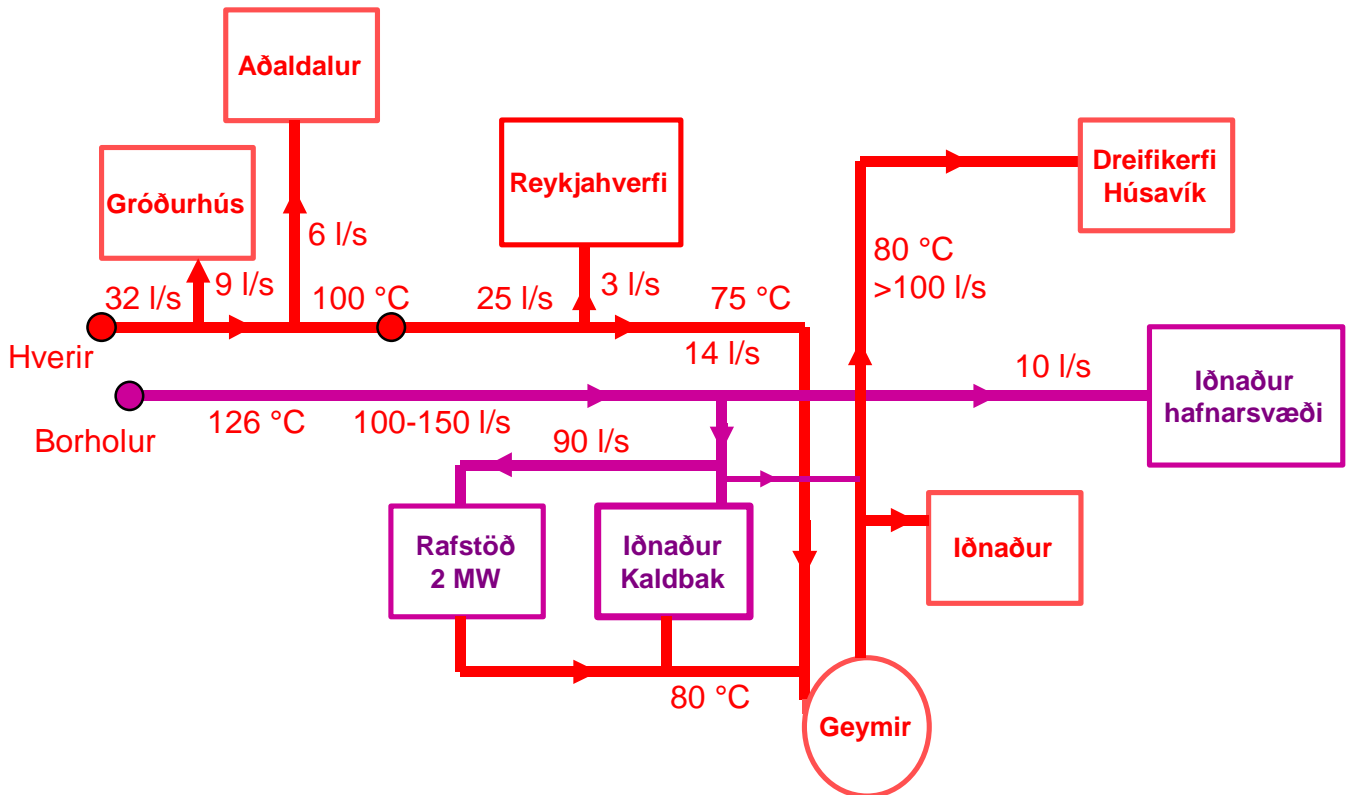 Aðaldalur
Gróðurhús
Reykjahverfi
Dreifikerfi
Húsavík
6 l/s
32 l/s
9 l/s
100 °C
25 l/s
3 l/s
75 °C
80 °C
>100 l/s
Hverir
14 l/s
10 l/s
Iðnaður
hafnarsvæði
126 °C
100-150 l/s
Borholur
90 l/s
Rafstöð
2 MW
Iðnaður
Kaldbak
Iðnaður
80 °C
Geymir